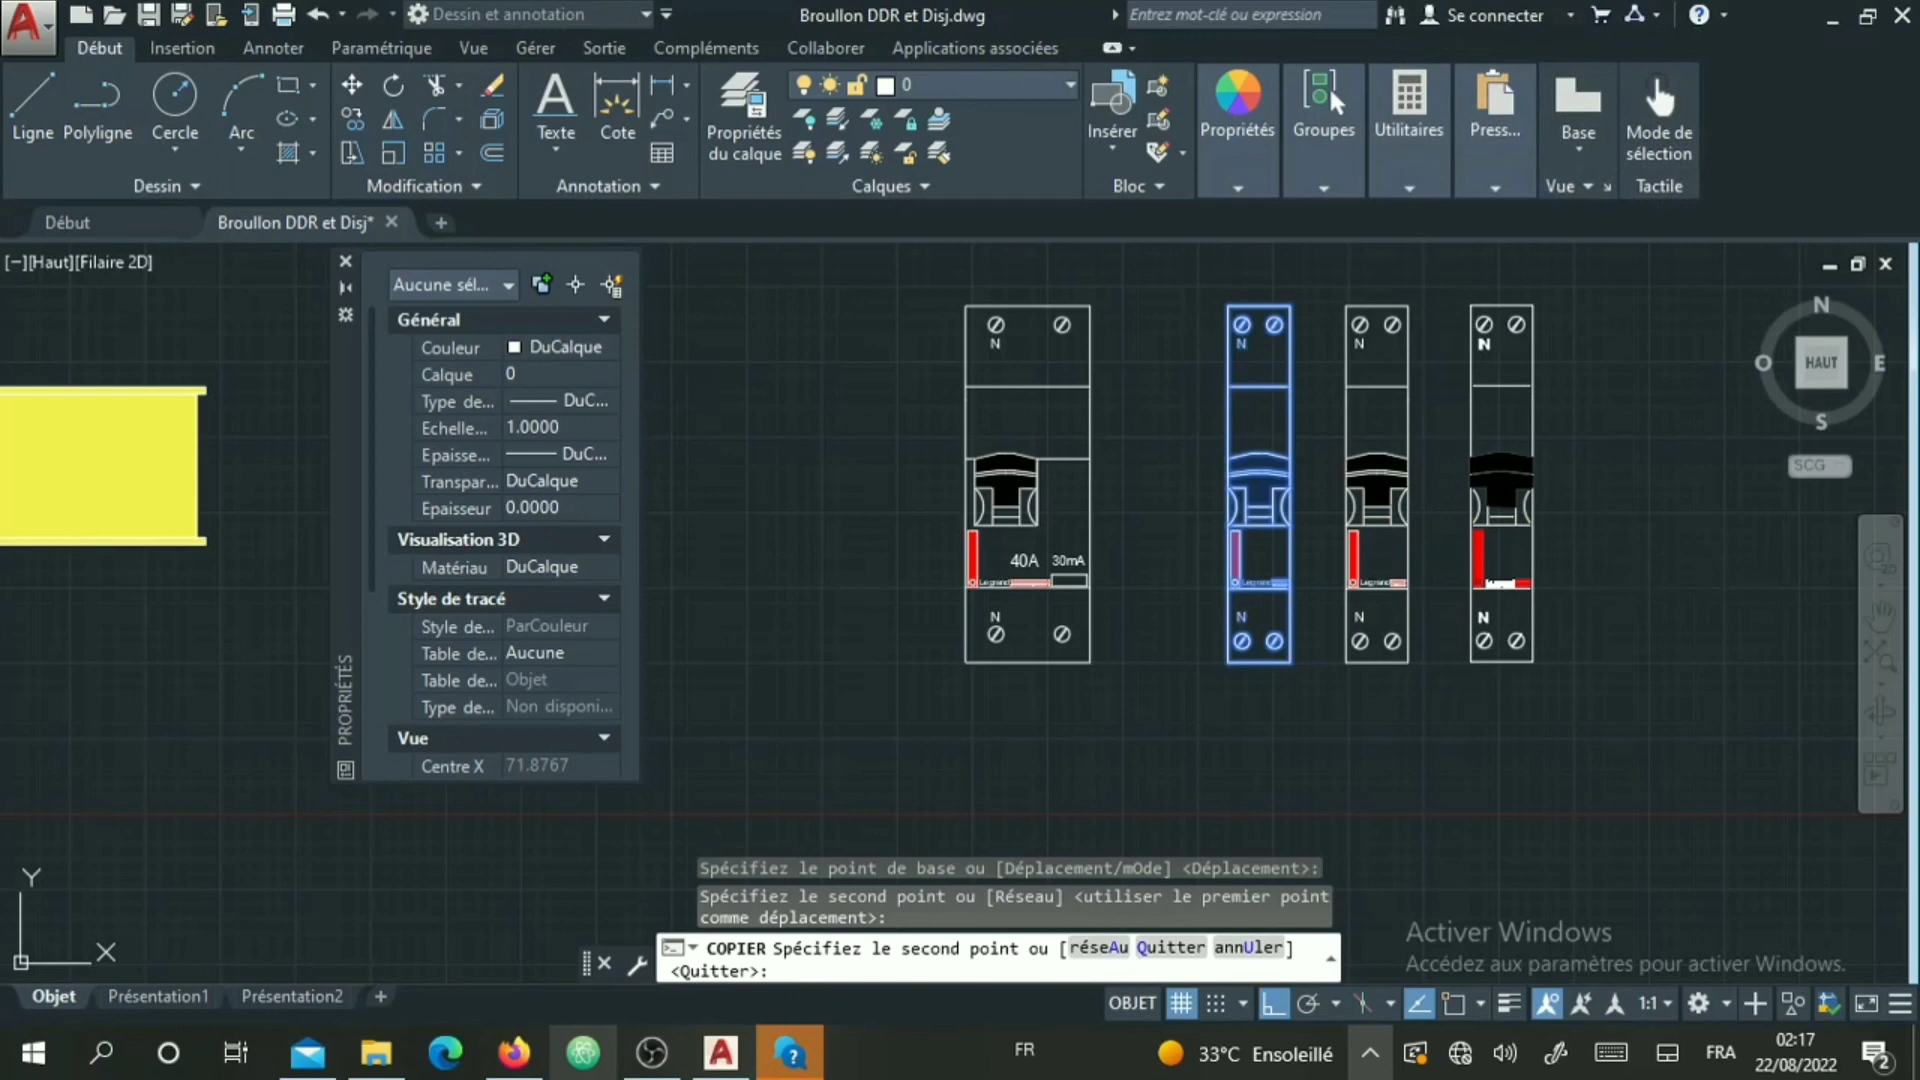 Dessin et annotation
Broullon DDR et Disj.dwg
Entrez mot-clé ou expression
Se connecter
Début
Insertion
Annoter
Paramétrique
Vue
Gérer
Sortie
Compléments
Collaborer
Applications associées
Ligne
Polyligne
Cercle
Arc
Texte
Cote
Propriétés
du calque
0
Insérer
Propriétés
Groupes
Utilitaires
Press...
Base
Mode de
sélection
Dessin
Modification
Annotation
Calques
Bloc
Vue
Tactile
Début
Broullon DDR et Disj*
[−][Haut][Filaire 2D]
Aucune sél...
Général
Couleur DuCalque
Calque 0
Type de... DuC...
Echelle... 1.0000
Epaisse... DuC...
Transpar... DuCalque
Epaisseur 0.0000
Visualisation 3D
Matériau DuCalque
Style de tracé
Style de... ParCouleur
Table de... Aucune
Table de... Objet
Type de... Non disponi...
Vue
Centre X 71.8767
PROPRIÉTÉS
N N N N
40A 30mA
Legrand Legrand Legrand
N N N N
N
O HAUT E
S
SCG
Y
X
Spécifiez le point de base ou [Déplacement/mOde] <Déplacement>:
Spécifiez le second point ou [Réseau] <utiliser le premier point
comme déplacement>:
COPIER Spécifiez le second point ou [réseAu Quitter annUler]
<Quitter>:
Activer Windows
Accédez aux paramètres pour activer Windows.
Objet
Présentation1
Présentation2
OBJET
1:1
FR
33°C Ensoleillé
FRA
02:17
22/08/2022
2